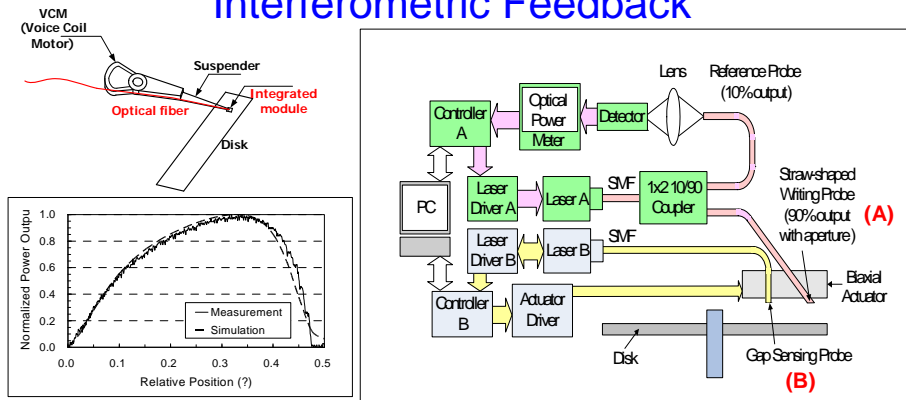 Interferometric Feedback
VCM
(Voice Coil
Motor)
Suspender
Integrated
module
Optical fiber
Disk
Normalized Power Outpu
1.0
0.8
0.6
0.4
0.2
0.0
Measurement
Simulation
0.0 0.1 0.2 0.3 0.4 0.5
Relative Position (?)
Lens
Reference Probe
(10% output)
Controller
A
Optical
Power
Meter
Detector
Straw-shaped
Writing Probe
(90% output
with aperture)
(A)
PC
Laser
Driver A
Laser A
SMF
1x2 10/90
Coupler
Laser
Driver B
Laser B
SMF
Biaxial
Actuator
Controller
B
Actuator
Driver
Disk
Gap Sensing Probe
(B)